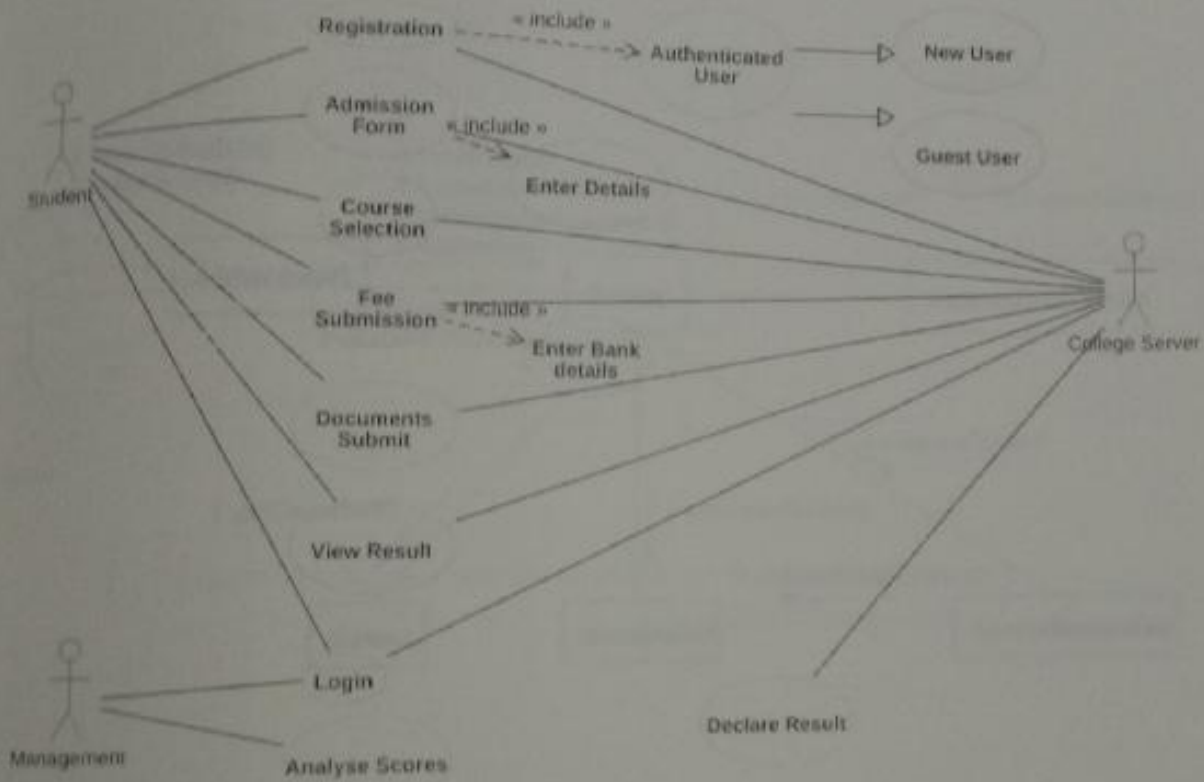 « include »
Registration
Authenticated
User
New User
Admission
Form
« include »
Guest User
Enter Details
Student
Course
Selection
Fee
Submission
« include »
Enter Bank
details
College Server
Documents
Submit
View Result
Login
Declare Result
Management
Analyse Scores